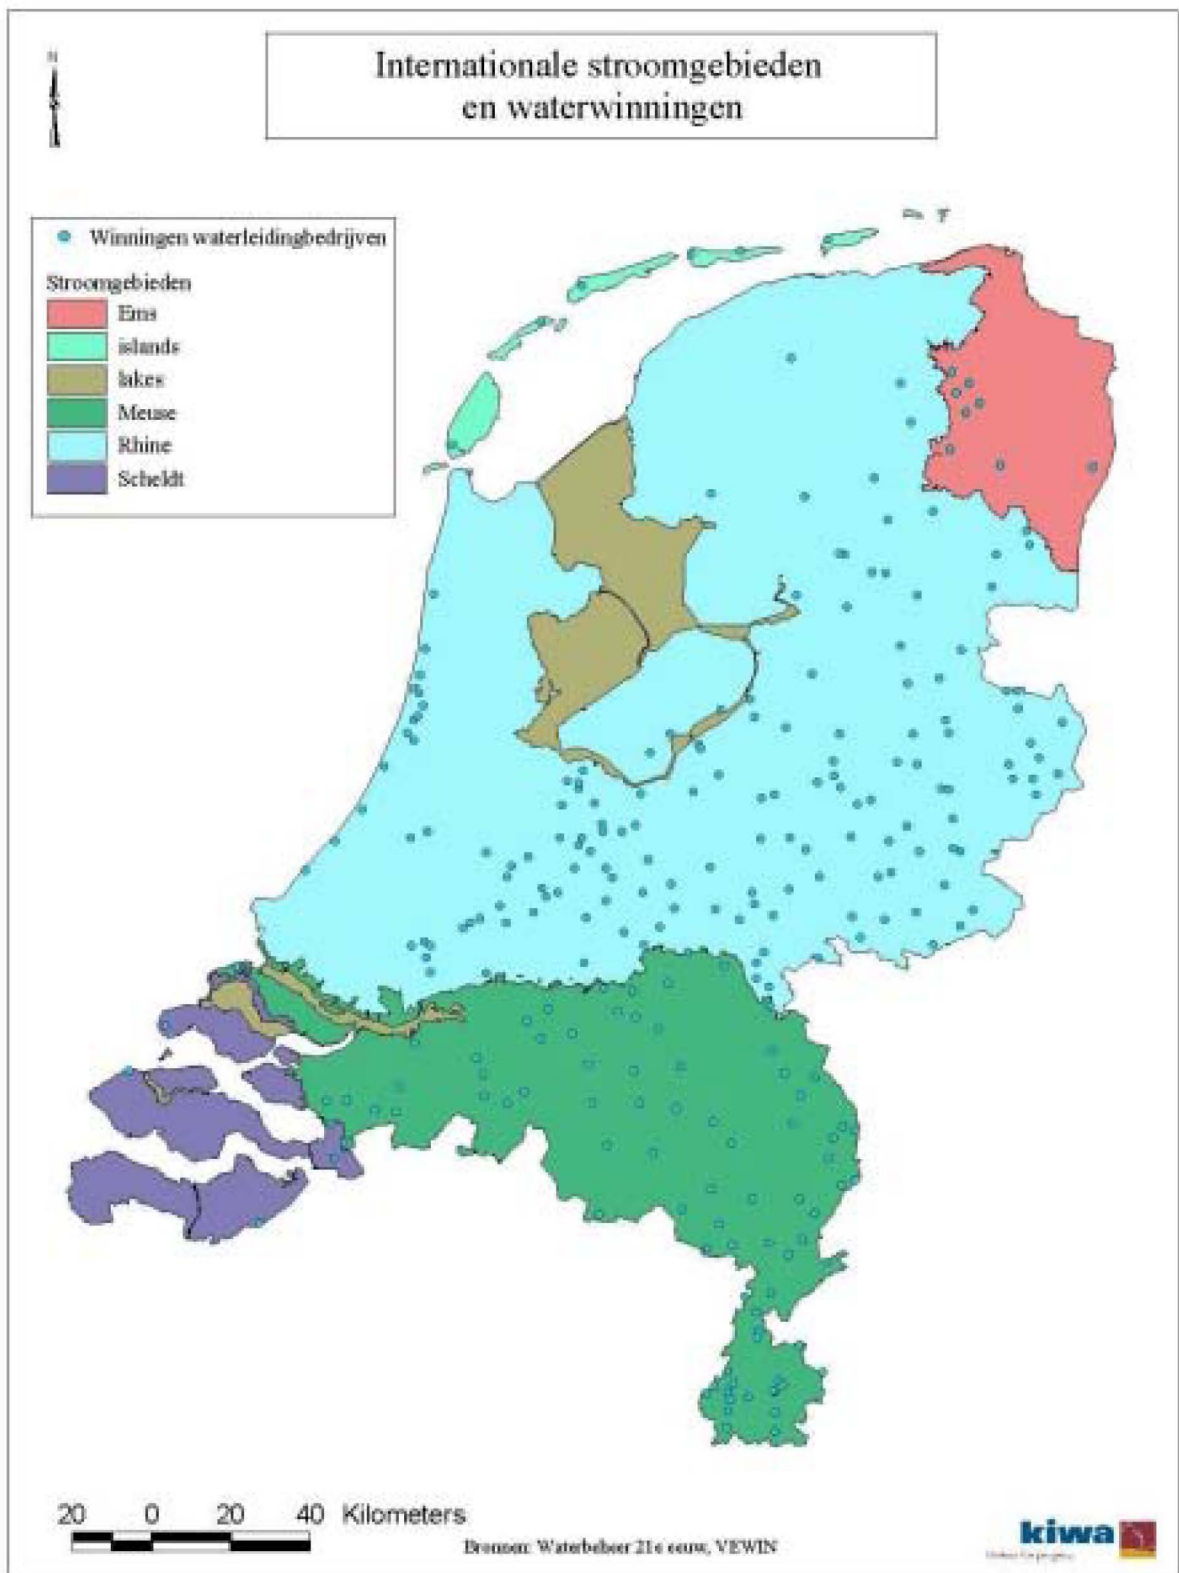 Internationale stroomgebieden
en waterwinningen
N
Winningen waterleidingbedrijven
Stroomgebieden
Ems
islands
lakes
Meuse
Rhine
Scheldt
20 0 20 40 Kilometers
Bronnen: Waterbeheer 21e eeuw, VEWIN
kiwa